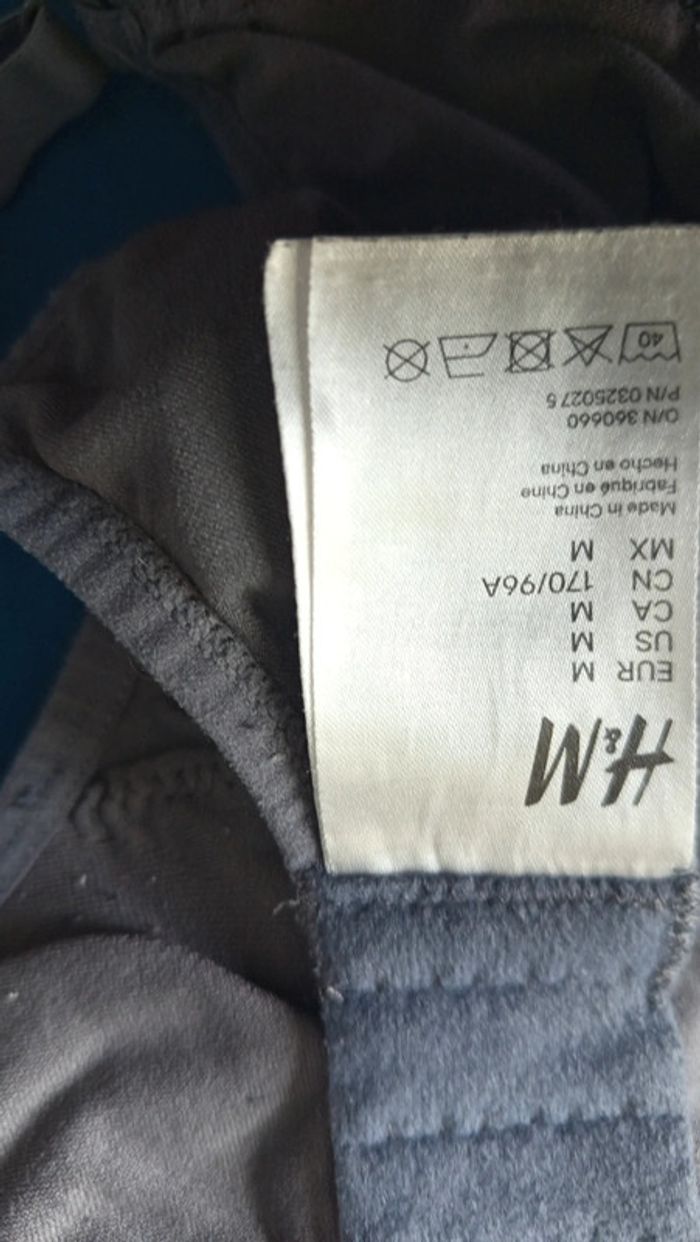 H&M
EUR M
US M
CA M
CN 170/96A
MX M
Made in China
Fabriqué en Chine
Hecho en China
O/N 360660
P/N 0325027 5
40